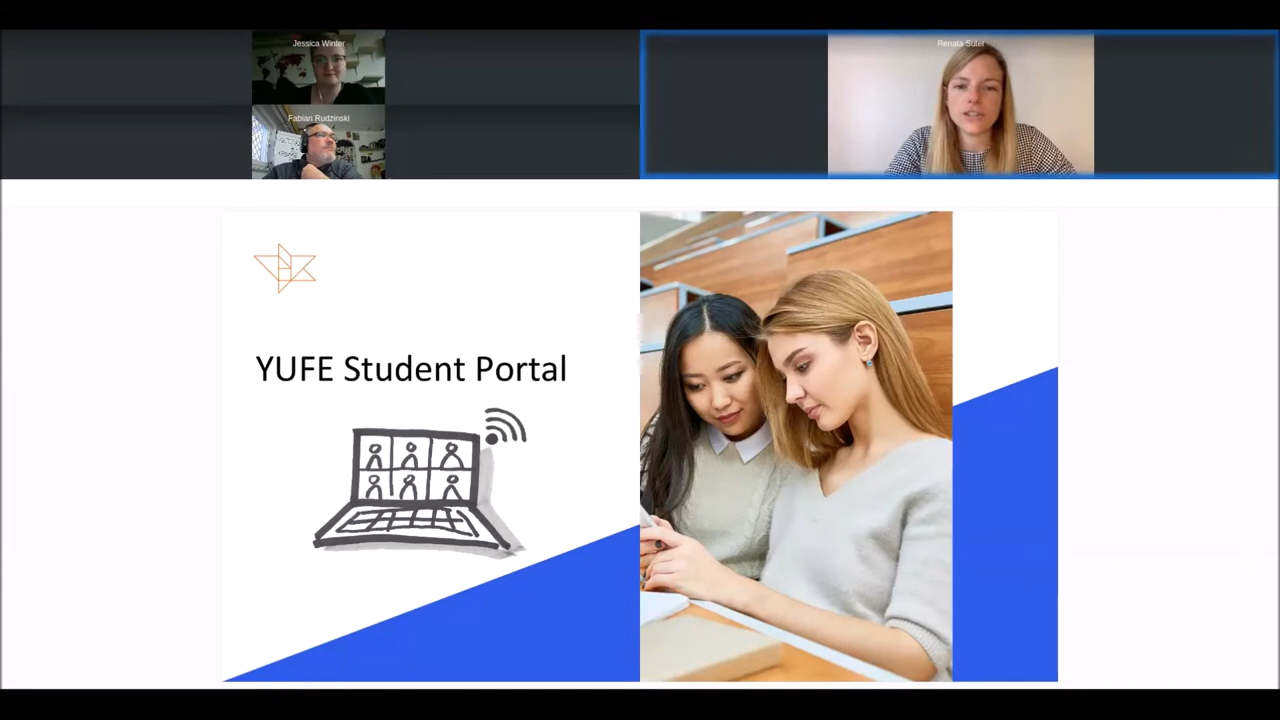 Jessica Winter
Renata Suter
Fabian Rudzinski
YUFE Student Portal